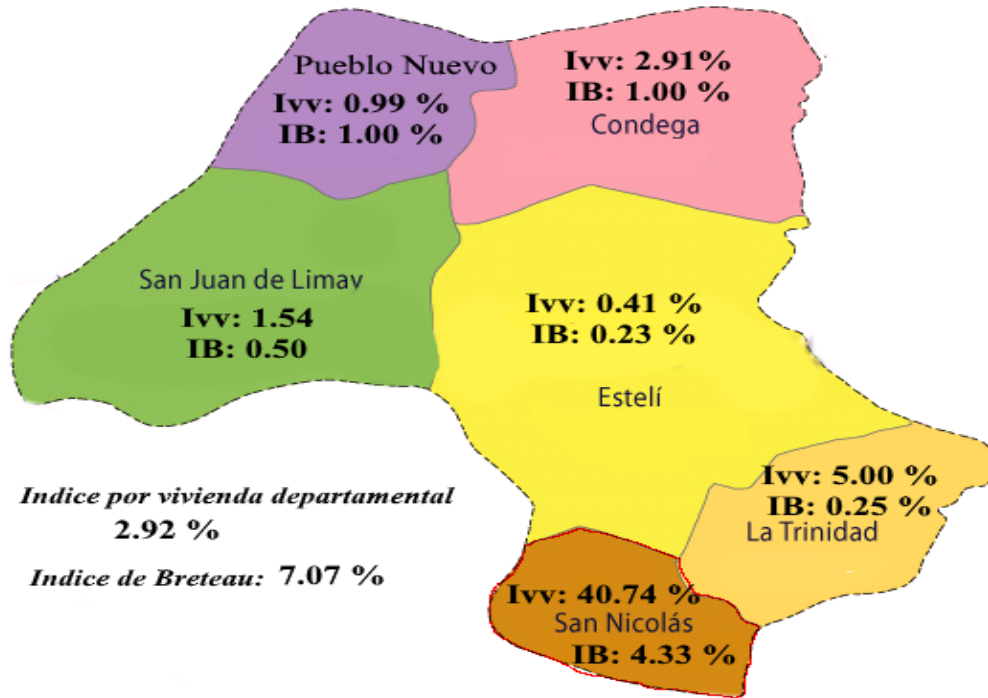 Pueblo Nuevo
Ivv: 0.99 %
IB: 1.00 %
Ivv: 2.91%
IB: 1.00 %
Condega
San Juan de Limay
Ivv: 1.54
IB: 0.50
Ivv: 0.41 %
IB: 0.23 %
Estelí
Ivv: 5.00 %
IB: 0.25 %
La Trinidad
Indice por vivienda departamental
2.92 %
Indice de Breteau: 7.07 %
Ivv: 40.74 %
San Nicolás
IB: 4.33 %